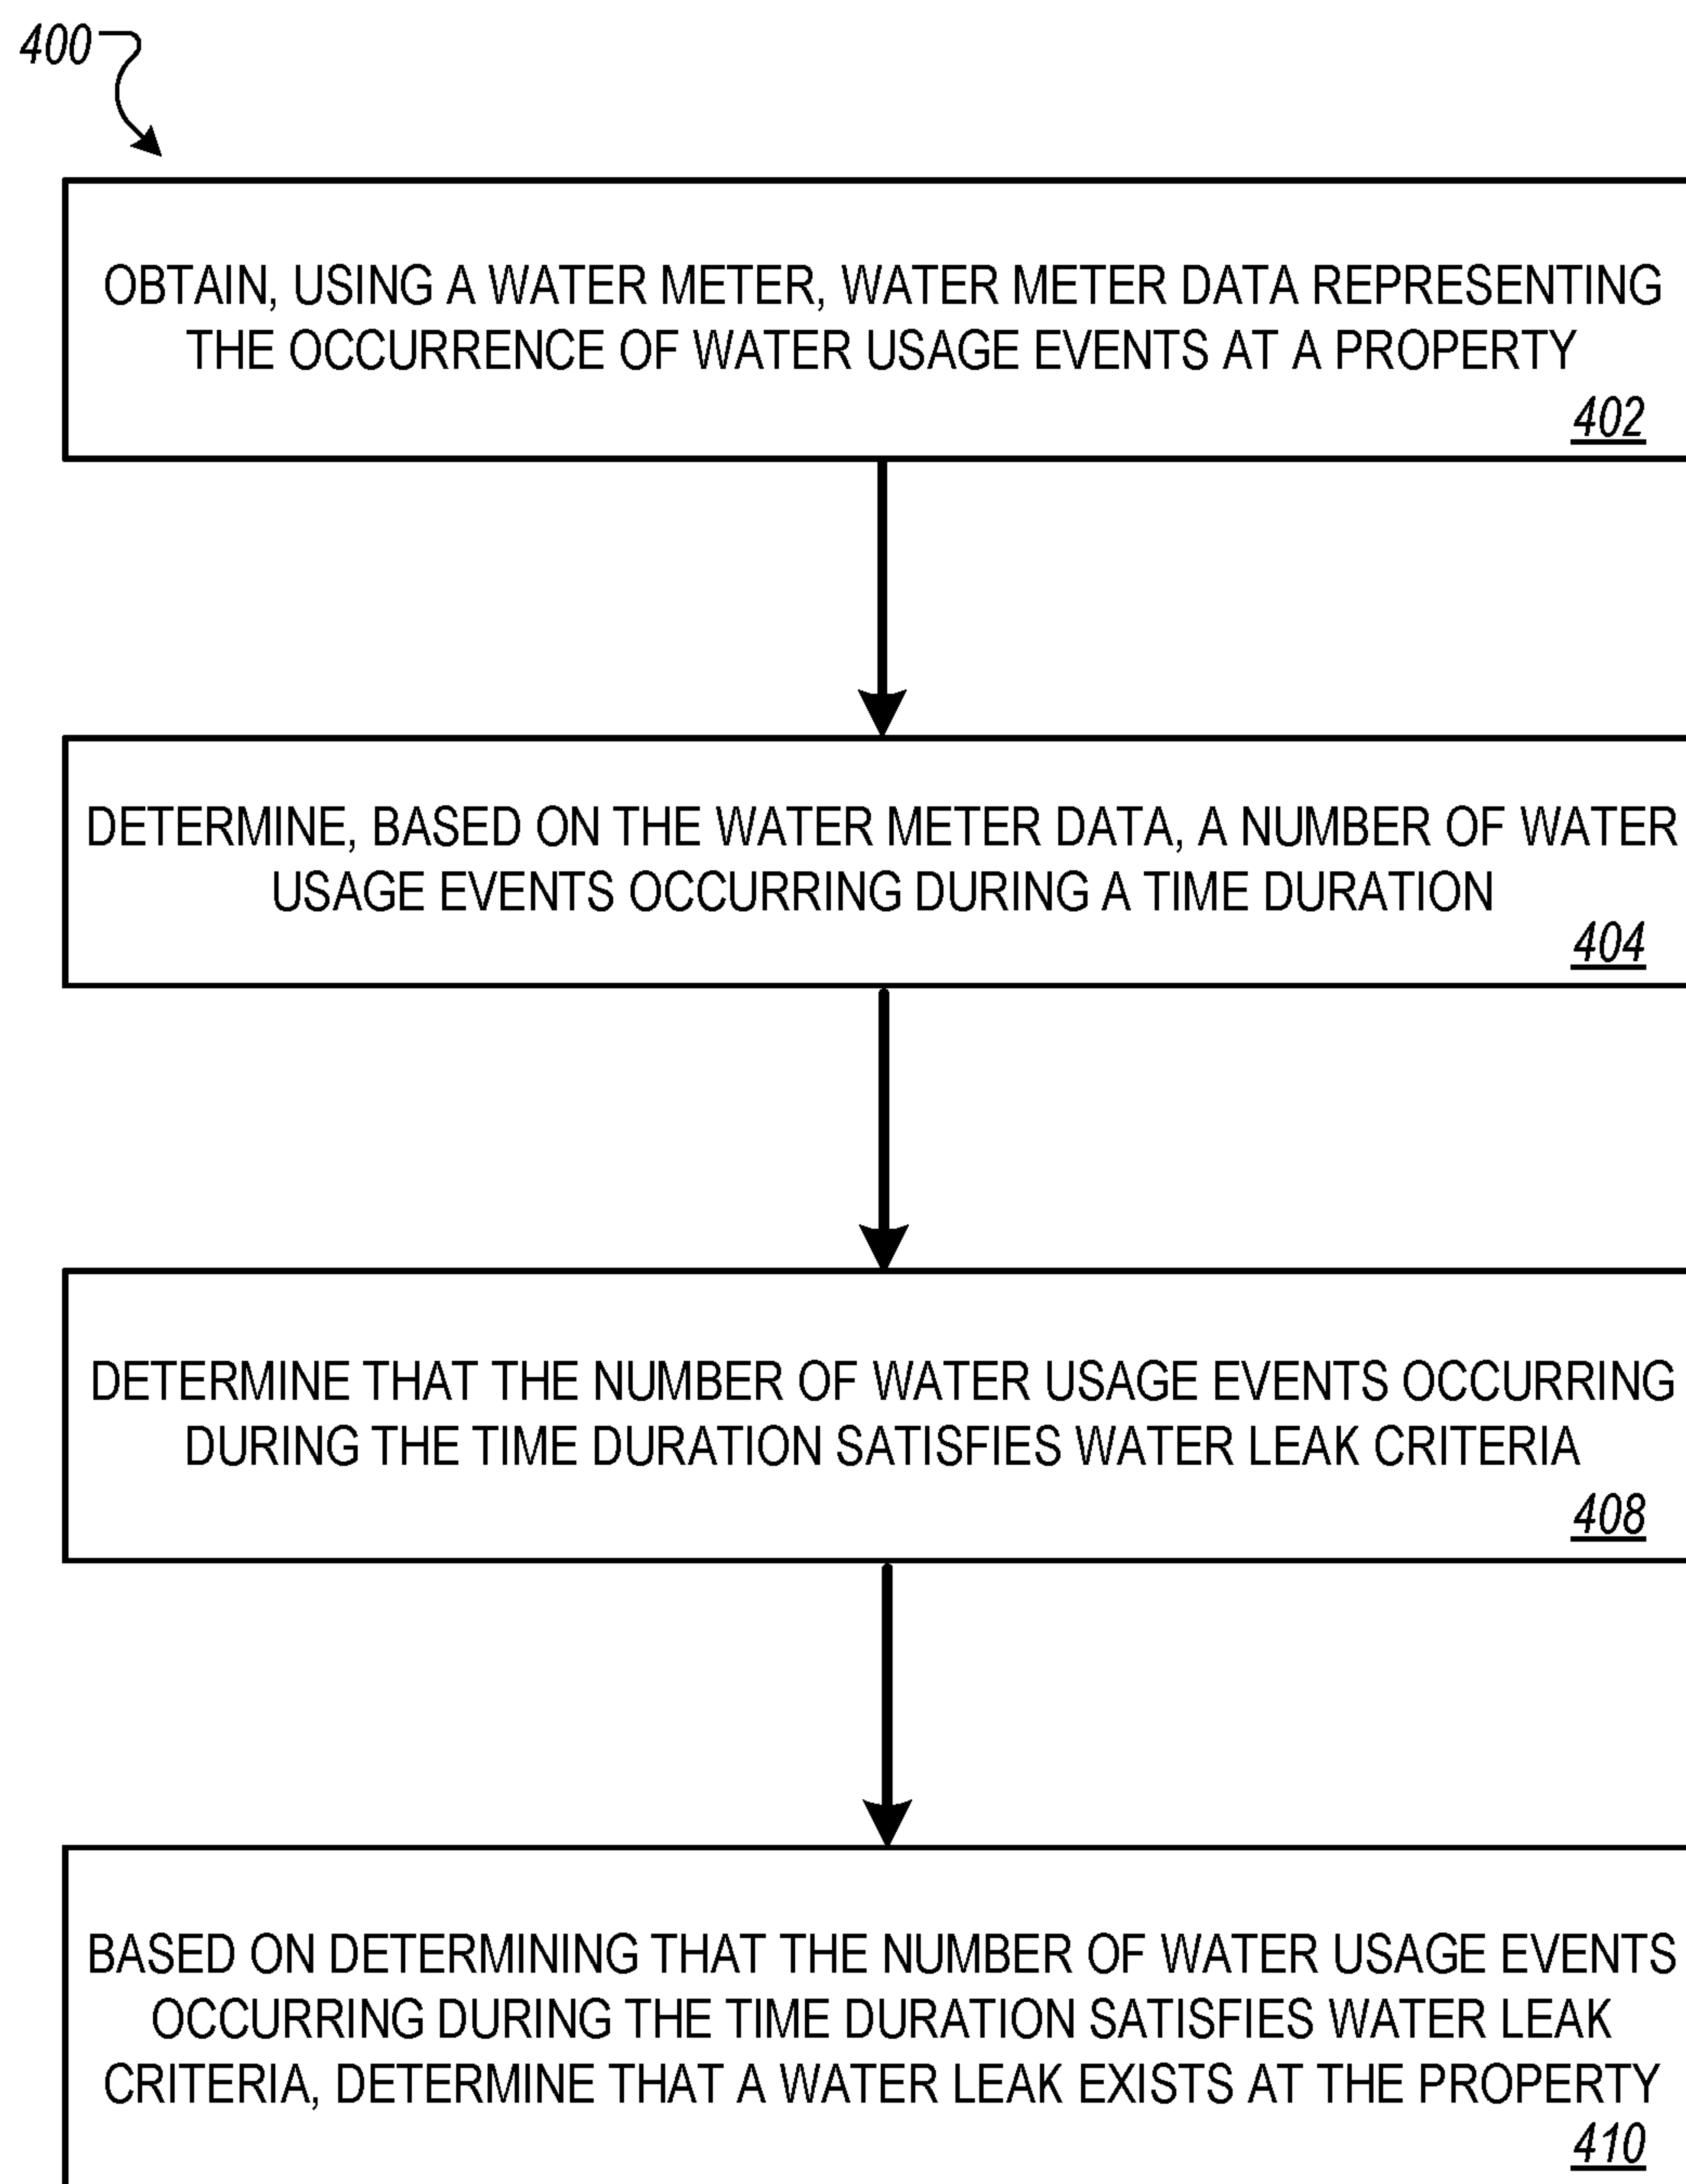 400
OBTAIN, USING A WATER METER, WATER METER DATA REPRESENTING
THE OCCURRENCE OF WATER USAGE EVENTS AT A PROPERTY
402
DETERMINE, BASED ON THE WATER METER DATA, A NUMBER OF WATER
USAGE EVENTS OCCURRING DURING A TIME DURATION
404
DETERMINE THAT THE NUMBER OF WATER USAGE EVENTS OCCURRING
DURING THE TIME DURATION SATISFIES WATER LEAK CRITERIA
408
BASED ON DETERMINING THAT THE NUMBER OF WATER USAGE EVENTS
OCCURRING DURING THE TIME DURATION SATISFIES WATER LEAK
CRITERIA, DETERMINE THAT A WATER LEAK EXISTS AT THE PROPERTY
410